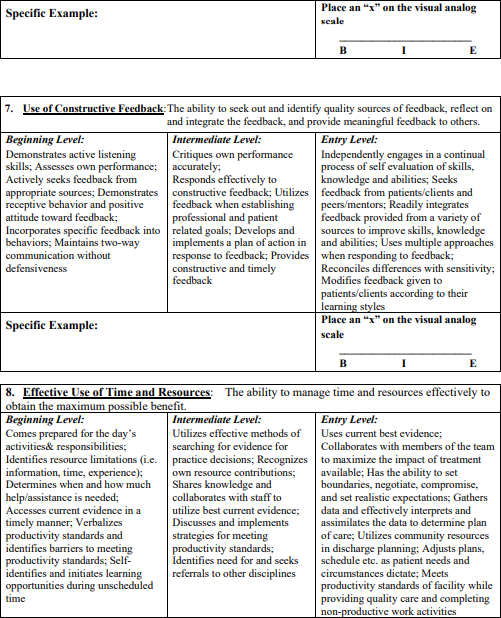 Specific Example:
Place an “x” on the visual analog
scale
B I E
7. Use of Constructive Feedback:The ability to seek out and identify quality sources of feedback, reflect on
and integrate the feedback, and provide meaningful feedback to others.
Beginning Level:
Demonstrates active listening
skills; Assesses own performance;
Actively seeks feedback from
appropriate sources; Demonstrates
receptive behavior and positive
attitude toward feedback;
Incorporates specific feedback into
behaviors; Maintains two-way
communication without
defensiveness
Intermediate Level:
Critiques own performance
accurately;
Responds effectively to
constructive feedback; Utilizes
feedback when establishing
professional and patient
related goals; Develops and
implements a plan of action in
response to feedback; Provides
constructive and timely
feedback
Entry Level:
Independently engages in a continual
process of self evaluation of skills,
knowledge and abilities; Seeks
feedback from patients/clients and
peers/mentors; Readily integrates
feedback provided from a variety of
sources to improve skills, knowledge
and abilities; Uses multiple approaches
when responding to feedback;
Reconciles differences with sensitivity;
Modifies feedback given to
patients/clients according to their
learning styles
Specific Example:
Place an “x” on the visual analog
scale
B I E
8. Effective Use of Time and Resources: The ability to manage time and resources effectively to
obtain the maximum possible benefit.
Beginning Level:
Comes prepared for the day’s
activities& responsibilities;
Identifies resource limitations (i.e.
information, time, experience);
Determines when and how much
help/assistance is needed;
Accesses current evidence in a
timely manner; Verbalizes
productivity standards and
identifies barriers to meeting
productivity standards; Self-
identifies and initiates learning
opportunities during unscheduled
time
Intermediate Level:
Utilizes effective methods of
searching for evidence for
practice decisions; Recognizes
own resource contributions;
Shares knowledge and
collaborates with staff to
utilize best current evidence;
Discusses and implements
strategies for meeting
productivity standards;
Identifies need for and seeks
referrals to other disciplines
Entry Level:
Uses current best evidence;
Collaborates with members of the team
to maximize the impact of treatment
available; Has the ability to set
boundaries, negotiate, compromise,
and set realistic expectations; Gathers
data and effectively interprets and
assimilates the data to determine plan
of care; Utilizes community resources
in discharge planning; Adjusts plans,
schedule etc. as patient needs and
circumstances dictate; Meets
productivity standards of facility while
providing quality care and completing
non-productive work activities